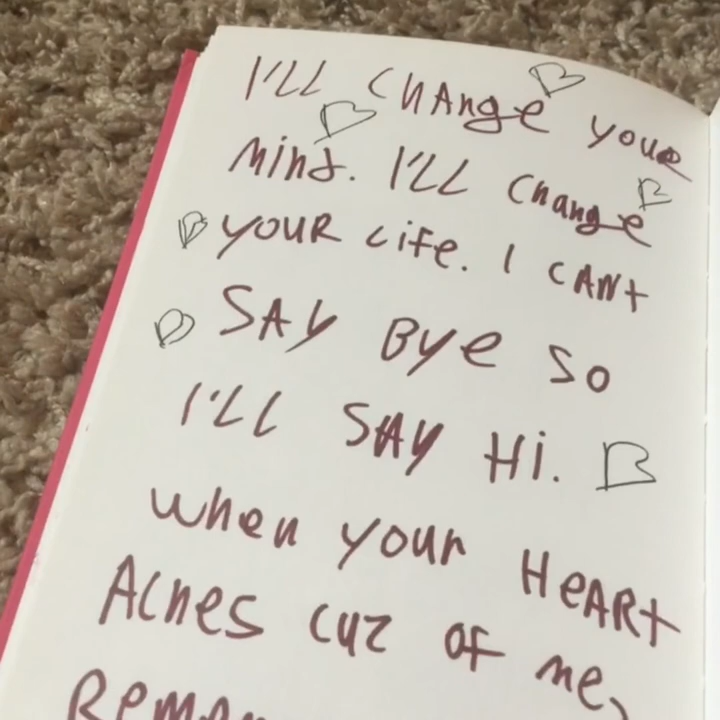 I'LL CHANge youR
MiNd. I'LL change
YOUR Life. I CANt
SAY Bye so
I'LL SAY Hi.
when your HeARt
Aches cuz of me,